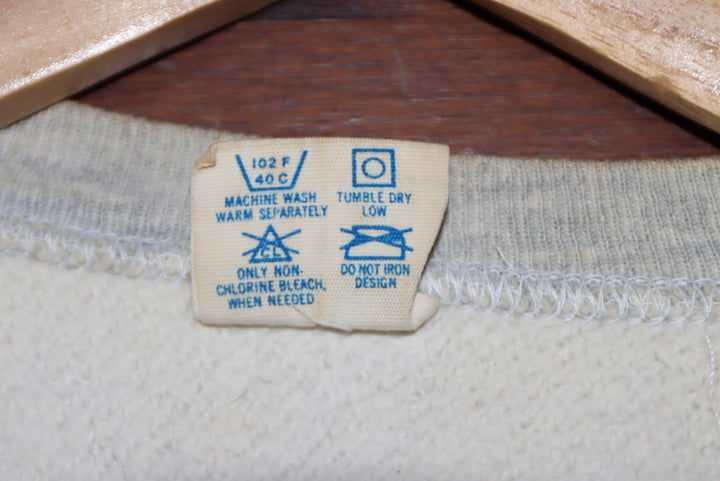 102 F
40 C
MACHINE WASH
WARM SEPARATELY
TUMBLE DRY
LOW
CL
ONLY NON-
CHLORINE BLEACH,
WHEN NEEDED
DO NOT IRON
DESIGN